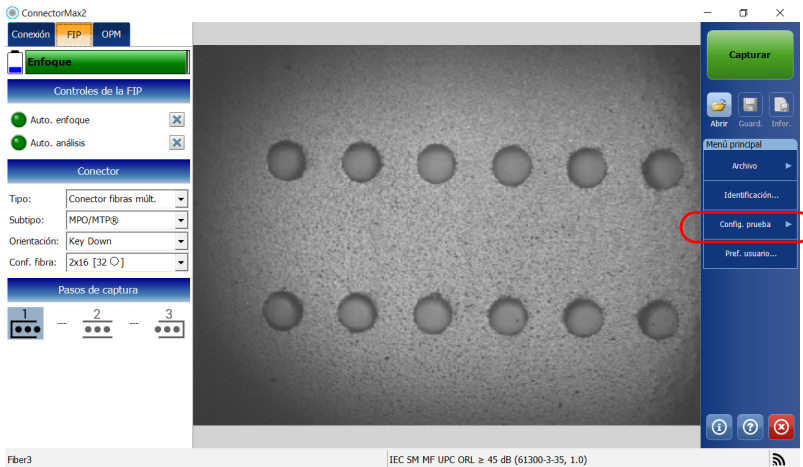 ConnectorMax2
Conexión FIP OPM
Enfoque
Controles de la FIP
Auto. enfoque
Auto. análisis
Conector
Tipo: Conector fibras múlt.
Subtipo: MPO/MTP®
Orientación: Key Down
Conf. fibra: 2x16 [32 O]
Pasos de captura
1 --- 2 --- 3
Capturar
Abrir Guard. Infor.
Menú principal
Archivo
Identificación...
Config. prueba
Pref. usuario...
Fiber3
IEC SM MF UPC ORL ≥ 45 dB (61300-3-35, 1.0)